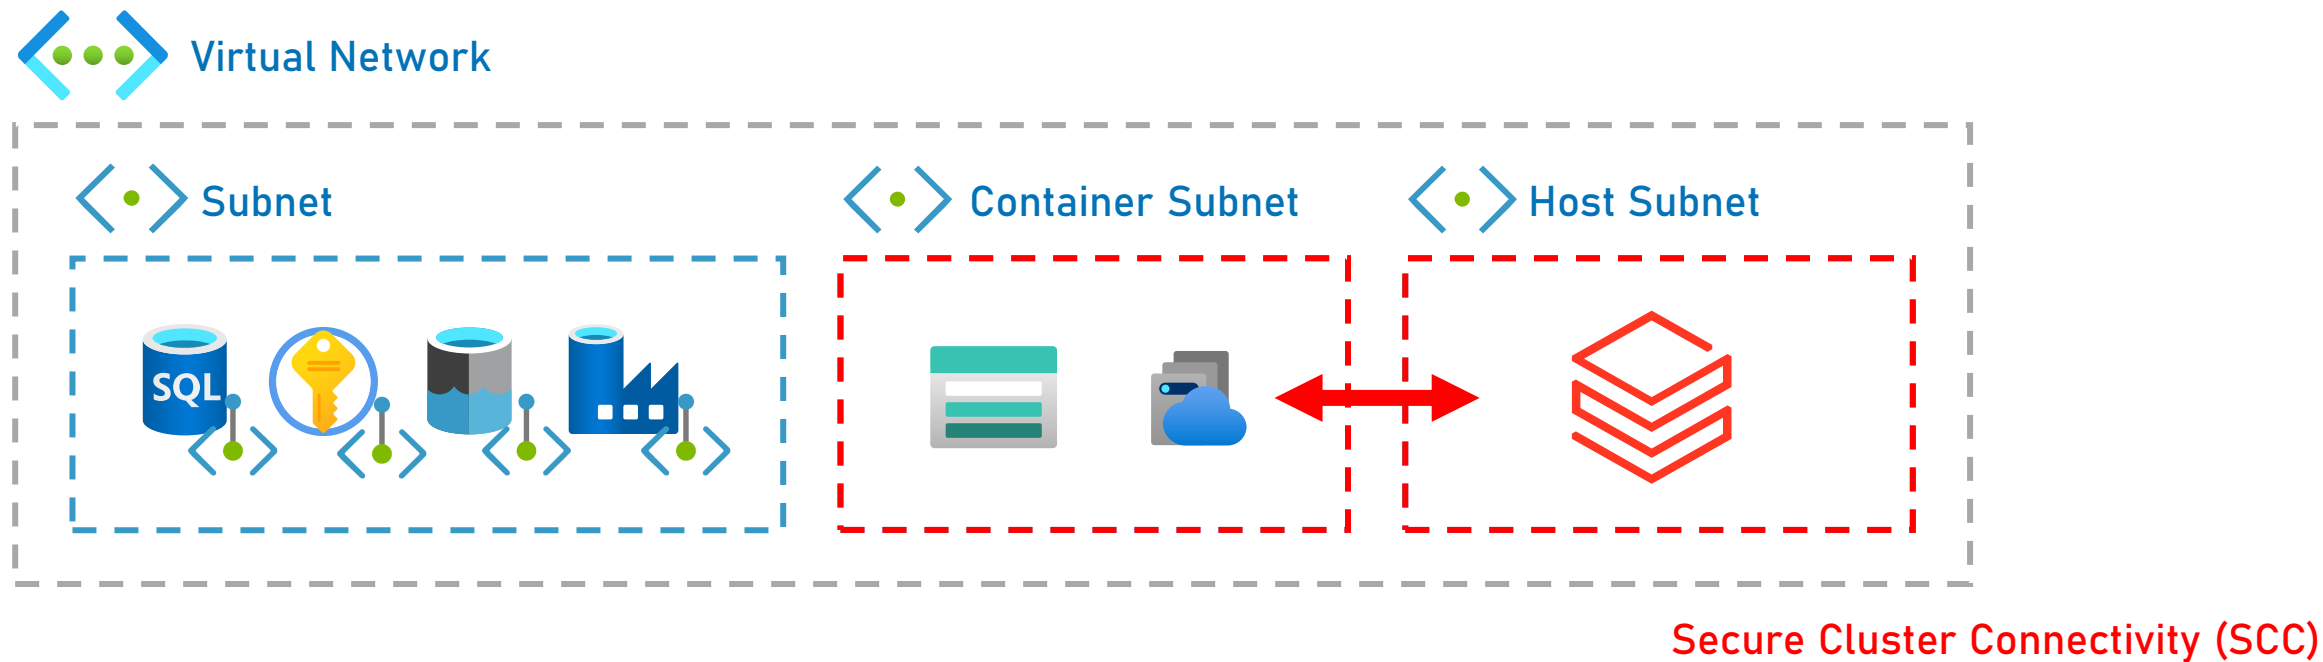 Virtual Network
Subnet
Container Subnet
Host Subnet
SQL
Secure Cluster Connectivity (SCC)